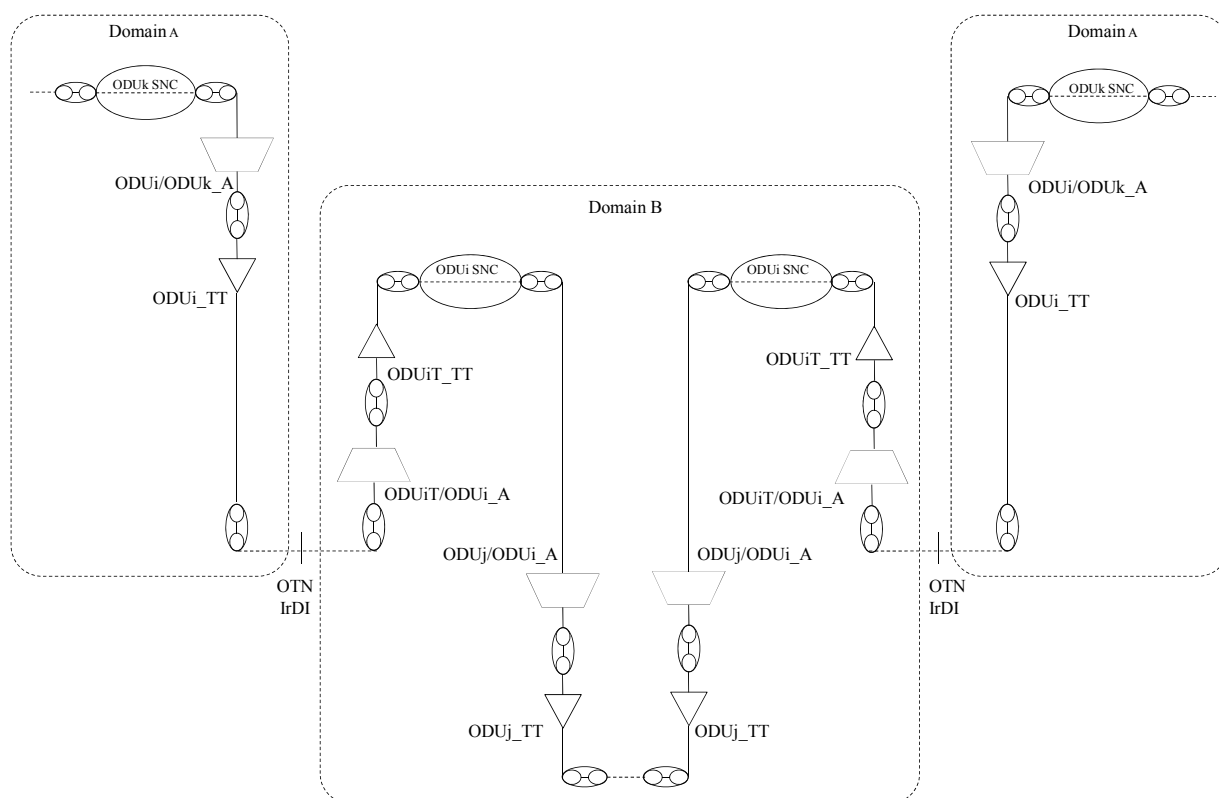 Domain A
Domain A
ODUk SNC
ODUk SNC
ODUi/ODUk_A
ODUi/ODUk_A
Domain B
ODUi SNC
ODUi SNC
ODUi_TT
ODUi_TT
ODUiT_TT
ODUiT_TT
ODUiT/ODUi_A
ODUiT/ODUi_A
ODUj/ODUi_A
ODUj/ODUi_A
OTN
IrDI
OTN
IrDI
ODUj_TT
ODUj_TT